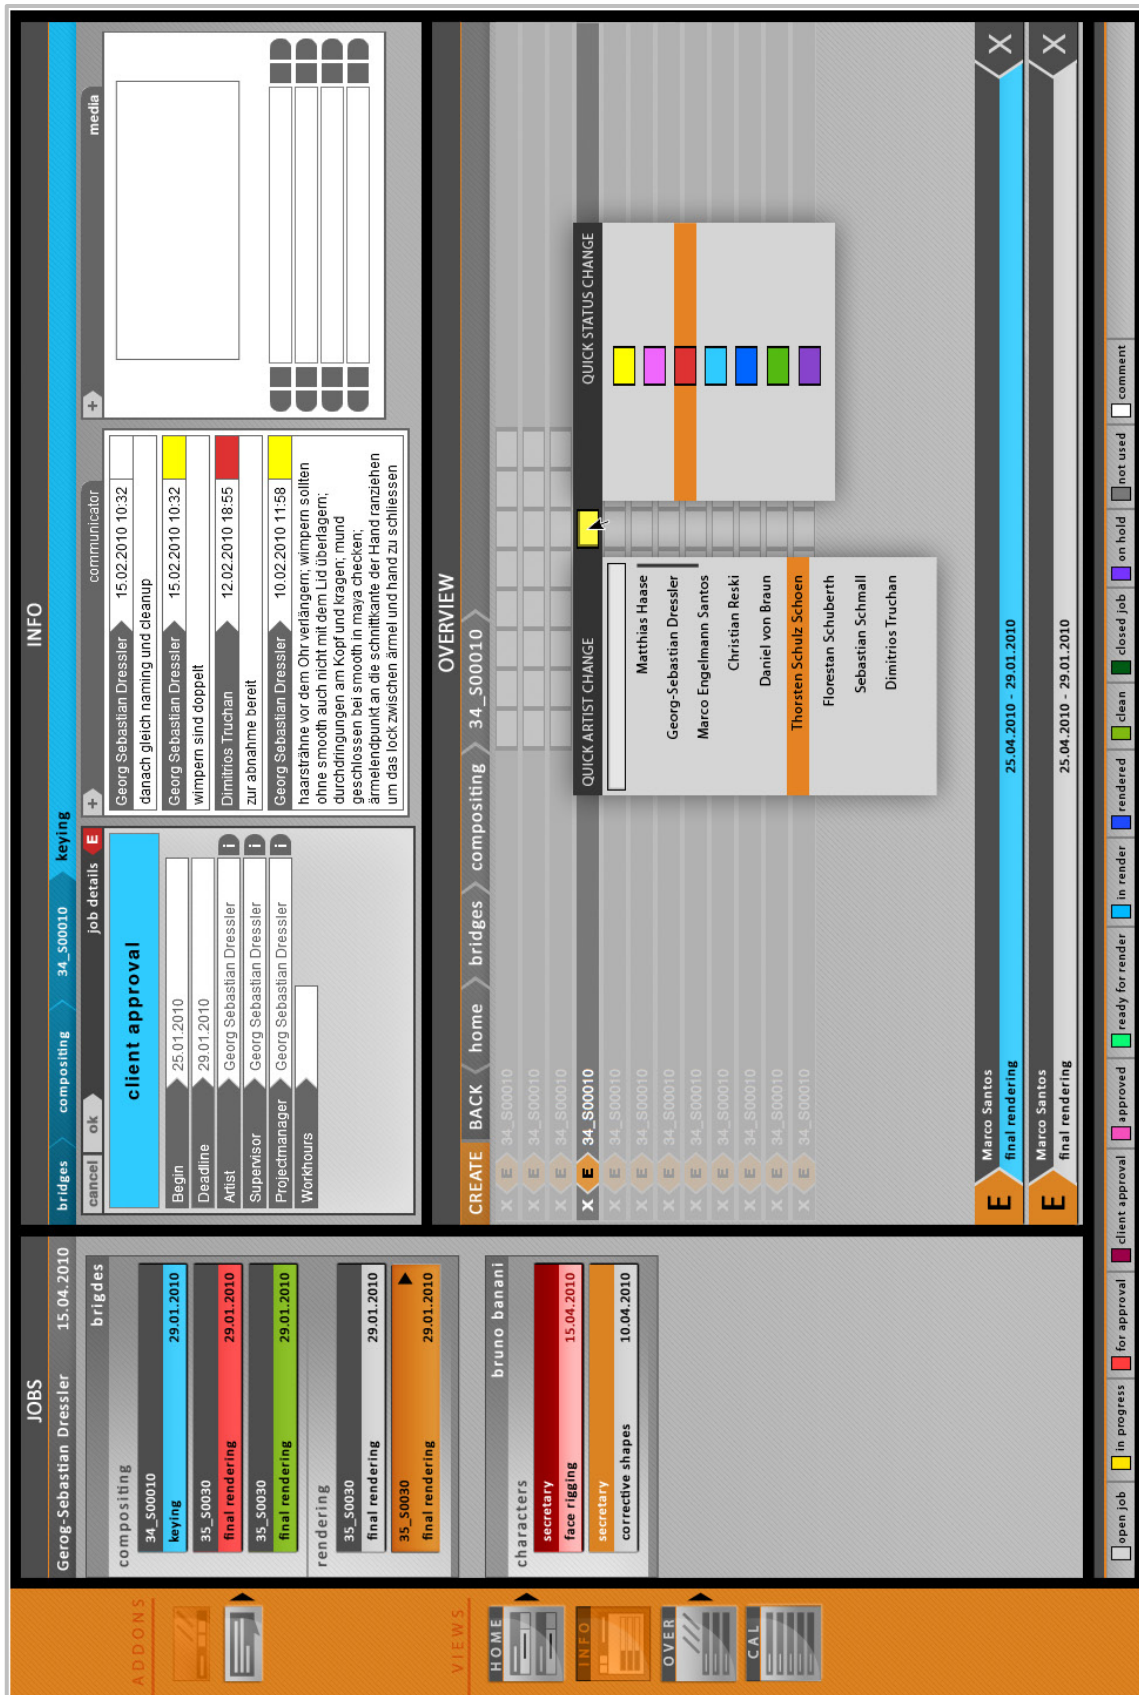 ADDONS
VIEWS
HOME
INFO
OVER
CAL
JOBS
Gerog-Sebastian Dressler 15.04.2010
brigdes
compositing
34_S00010
keying 29.01.2010
35_S0030
final rendering 29.01.2010
35_S0030
final rendering 29.01.2010
rendering
35_S0030
final rendering 29.01.2010
35_S0030
final rendering 29.01.2010
bruno banani
characters
secretary
face rigging 15.04.2010
secretary
corrective shapes 10.04.2010
INFO
bridges compositing 34_S00010 keying
cancel ok job details E
client approval
Begin 25.01.2010
Deadline 29.01.2010
Artist Georg Sebastian Dressler i
Supervisor Georg Sebastian Dressler i
Projectmanager Georg Sebastian Dressler i
Workhours
+ communicator
Georg Sebastian Dressler 15.02.2010 10:32
danach gleich naming und cleanup
Georg Sebastian Dressler 15.02.2010 10:32
wimpern sind doppelt
Dimitrios Truchan 12.02.2010 18:55
zur abnahme bereit
Georg Sebastian Dressler 10.02.2010 11:58
haarsträhne vor dem Ohr verlängern; wimpern sollten
ohne smooth auch nicht mit dem Lid überlagern;
durchdringungen am Kopf und kragen; mund
geschlossen bei smooth in maya checken;
ärmelendpunkt an die schnittkante der Hand ranziehen
um das lock zwischen ärmel und hand zu schliessen
+ media
OVERVIEW
CREATE BACK home bridges compositing 34_S00010
X E 34_S00010
X E 34_S00010
X E 34_S00010
X E 34_S00010
X E 34_S00010
X E 34_S00010
X E 34_S00010
X E 34_S00010
X E 34_S00010
X E 34_S00010
X E 34_S00010
X E 34_S00010
QUICK ARTIST CHANGE QUICK STATUS CHANGE
Matthias Haase
Georg-Sebastian Dressler
Marco Engelmann Santos
Christian Reski
Daniel von Braun
Thorsten Schulz Schoen
Florestan Schuberth
Sebastian Schmall
Dimitrios Truchan
E Marco Santos X
final rendering 25.04.2010 - 29.01.2010
E Marco Santos X
final rendering 25.04.2010 - 29.01.2010
open job in progress for approval client approval approved ready for render in render rendered clean closed job on hold not used comment